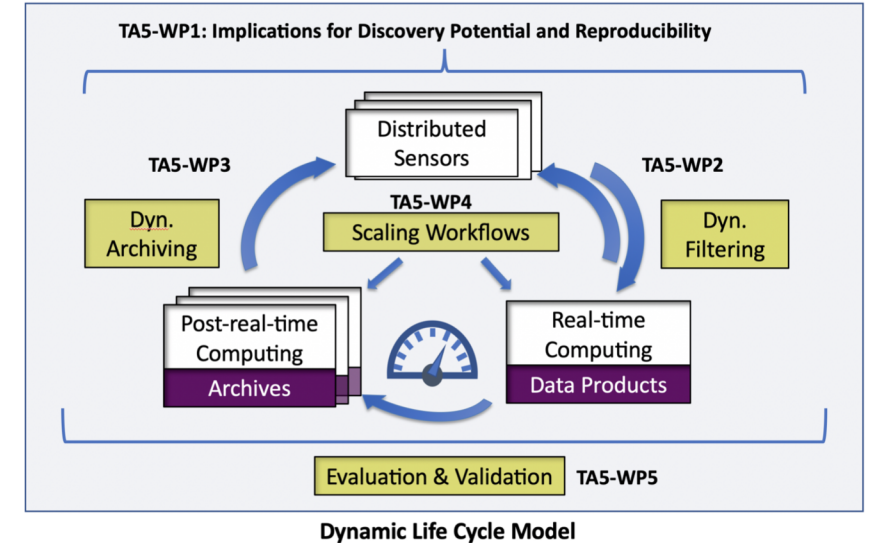 TA5-WP1: Implications for Discovery Potential and Reproducibility
Distributed
Sensors
TA5-WP3
TA5-WP2
TA5-WP4
Dyn.
Archiving
Scaling Workflows
Dyn.
Filtering
Post-real-time
Computing
Archives
Real-time
Computing
Data Products
Evaluation & Validation
TA5-WP5
Dynamic Life Cycle Model